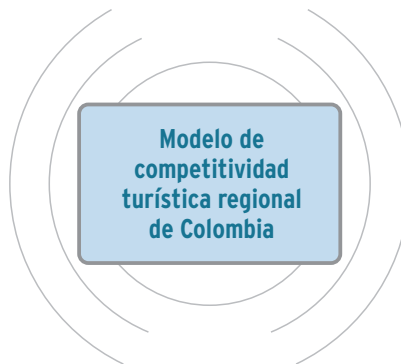 Modelo de
competitividad
turística regional
de Colombia